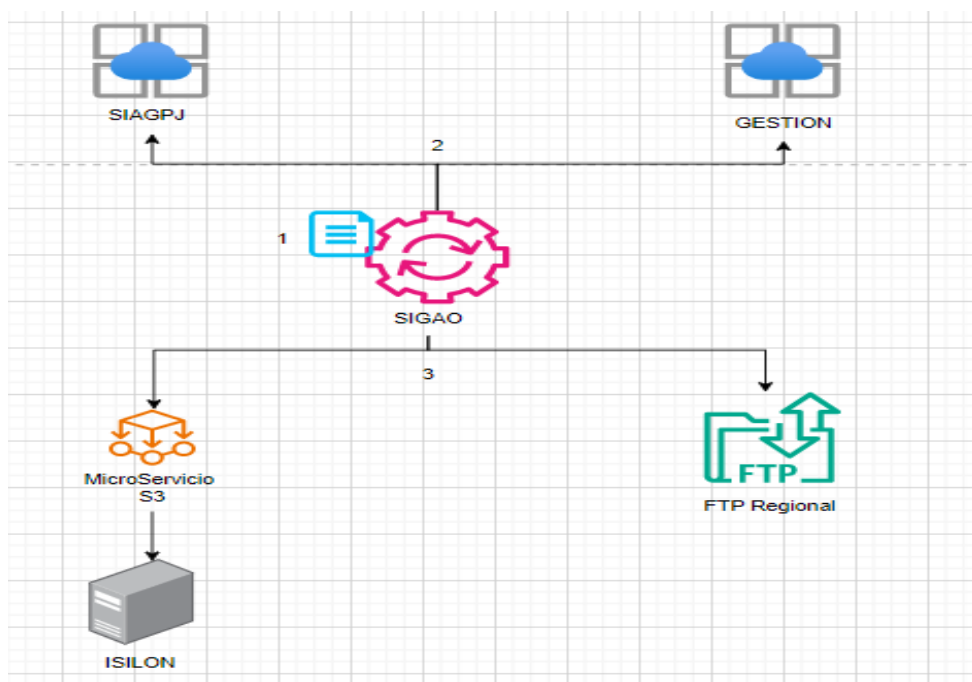 SIAGPJ
GESTION
2
1
SIGAO
3
MicroServicio
S3
FTP
FTP Regional
ISILON